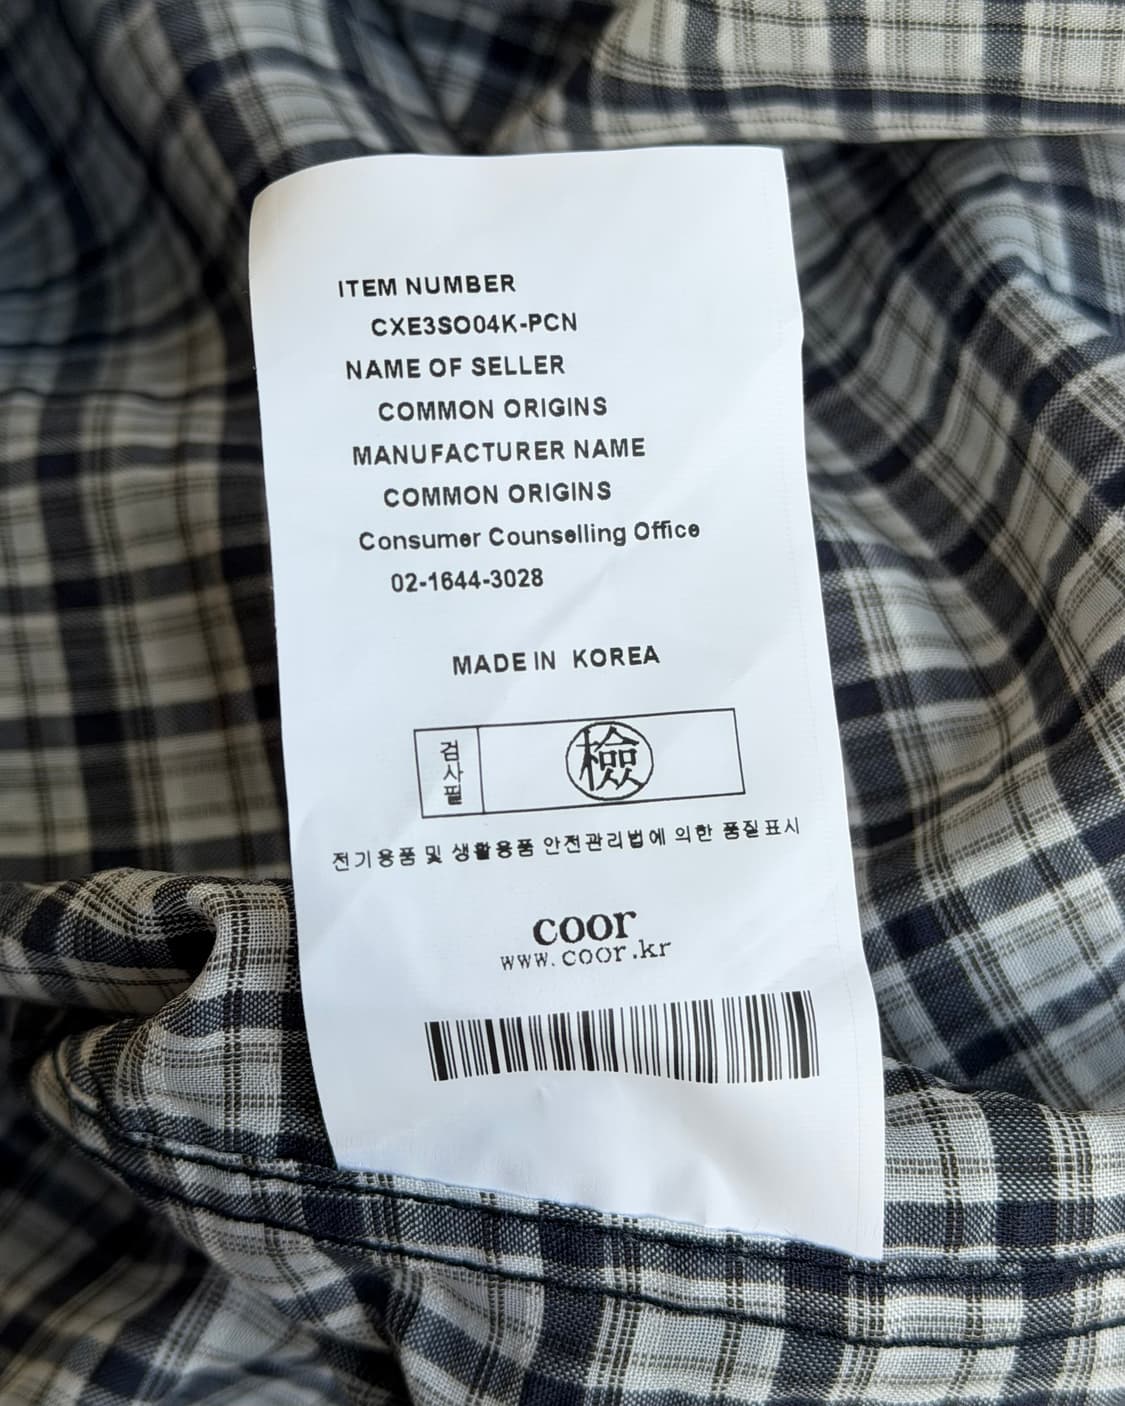 ITEM NUMBER
CXE3SO04K-PCN
NAME OF SELLER
COMMON ORIGINS
MANUFACTURER NAME
COMMON ORIGINS
Consumer Counselling Office
02-1644-3028
MADE IN KOREA
검사필
檢
전기용품 및 생활용품 안전관리법에 의한 품질표시
coor
www.coor.kr